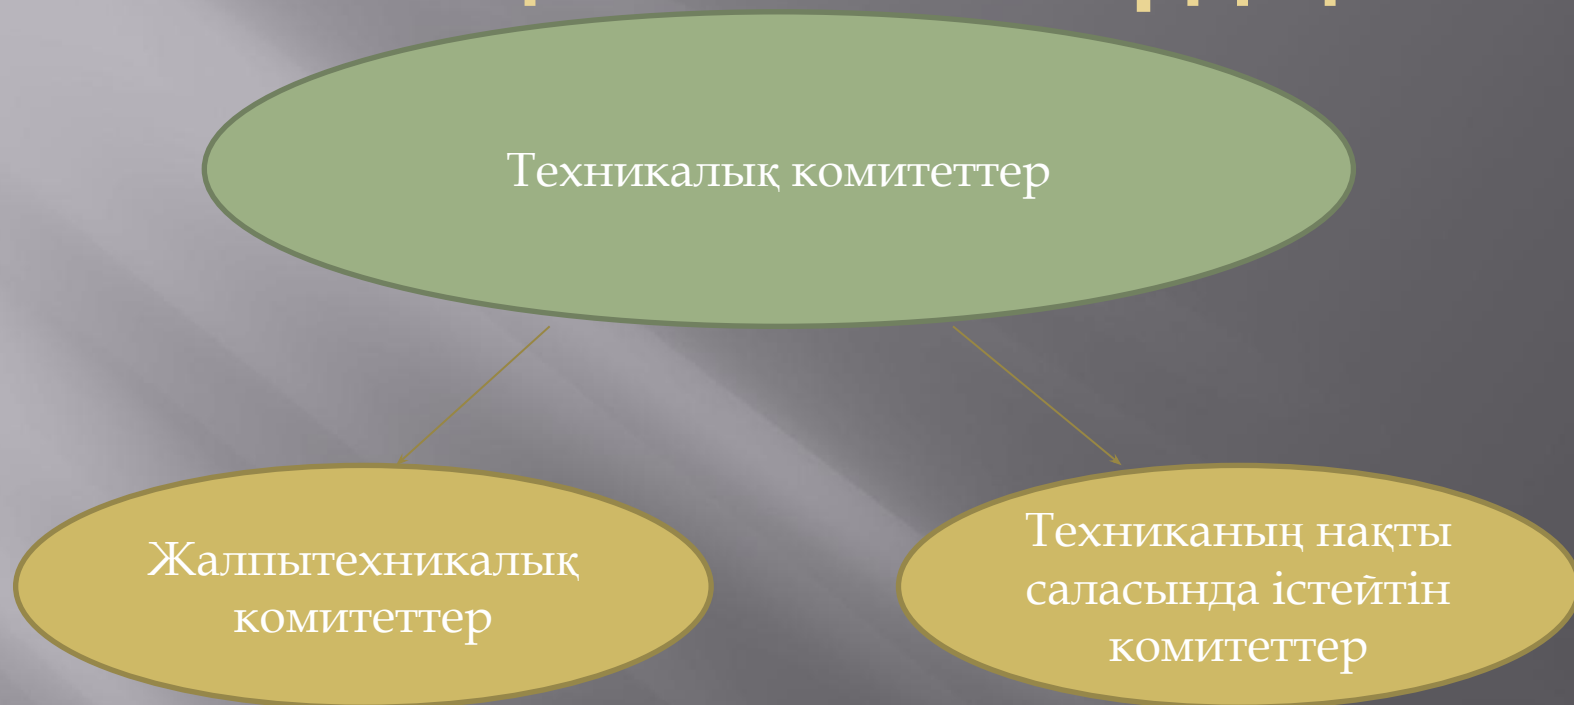 Техникалық комитеттер
Жалпытехникалық
комитеттер
Техниканың нақты
саласында істейтін
комитеттер